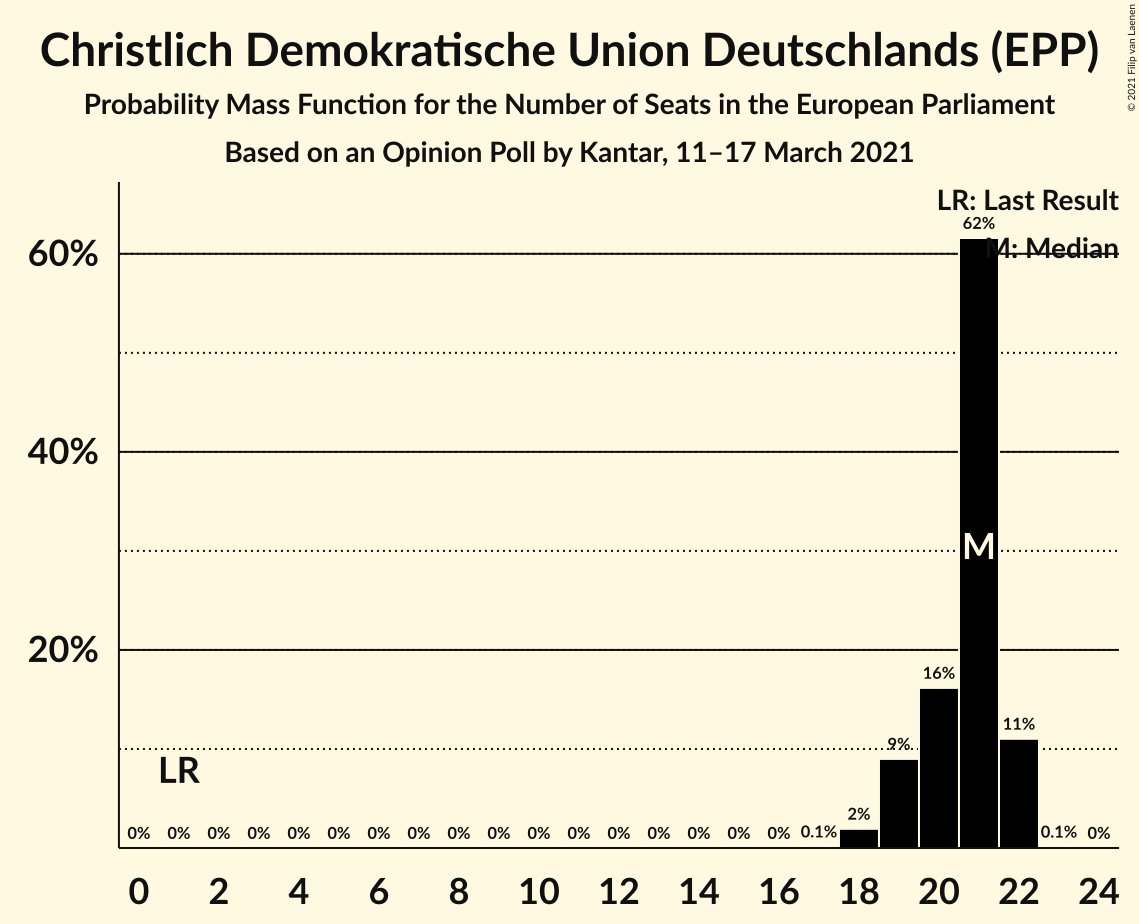 Christlich Demokratische Union Deutschlands (EPP)
Probability Mass Function for the Number of Seats in the European Parliament
Based on an Opinion Poll by Kantar, 11–17 March 2021
© 2021 Filip van Laenen
LR: Last Result
M: Median
62%
60%
40%
20%
M
16%
11%
9%
2%
LR
0% 0% 0% 0% 0% 0% 0% 0% 0% 0% 0% 0% 0% 0% 0% 0% 0% 0.1% 0.1% 0%
0 2 4 6 8 10 12 14 16 18 20 22 24